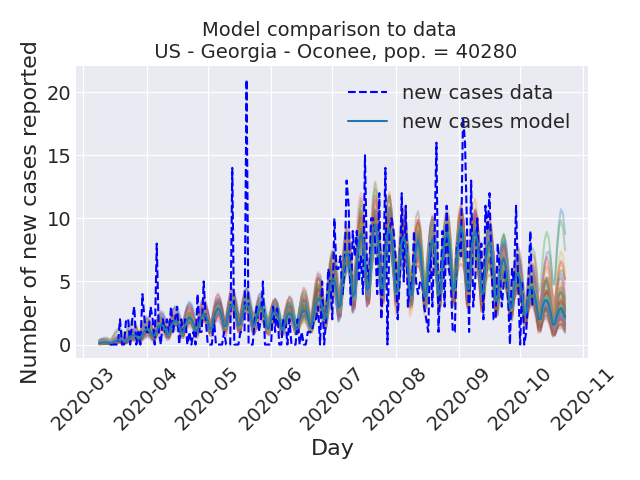 Model comparison to data
US - Georgia - Oconee, pop. = 40280
Number of new cases reported
20
15
10
5
0
new cases data
new cases model
2020-03
2020-04
2020-05
2020-06
2020-07
2020-08
2020-09
2020-10
2020-11
Day